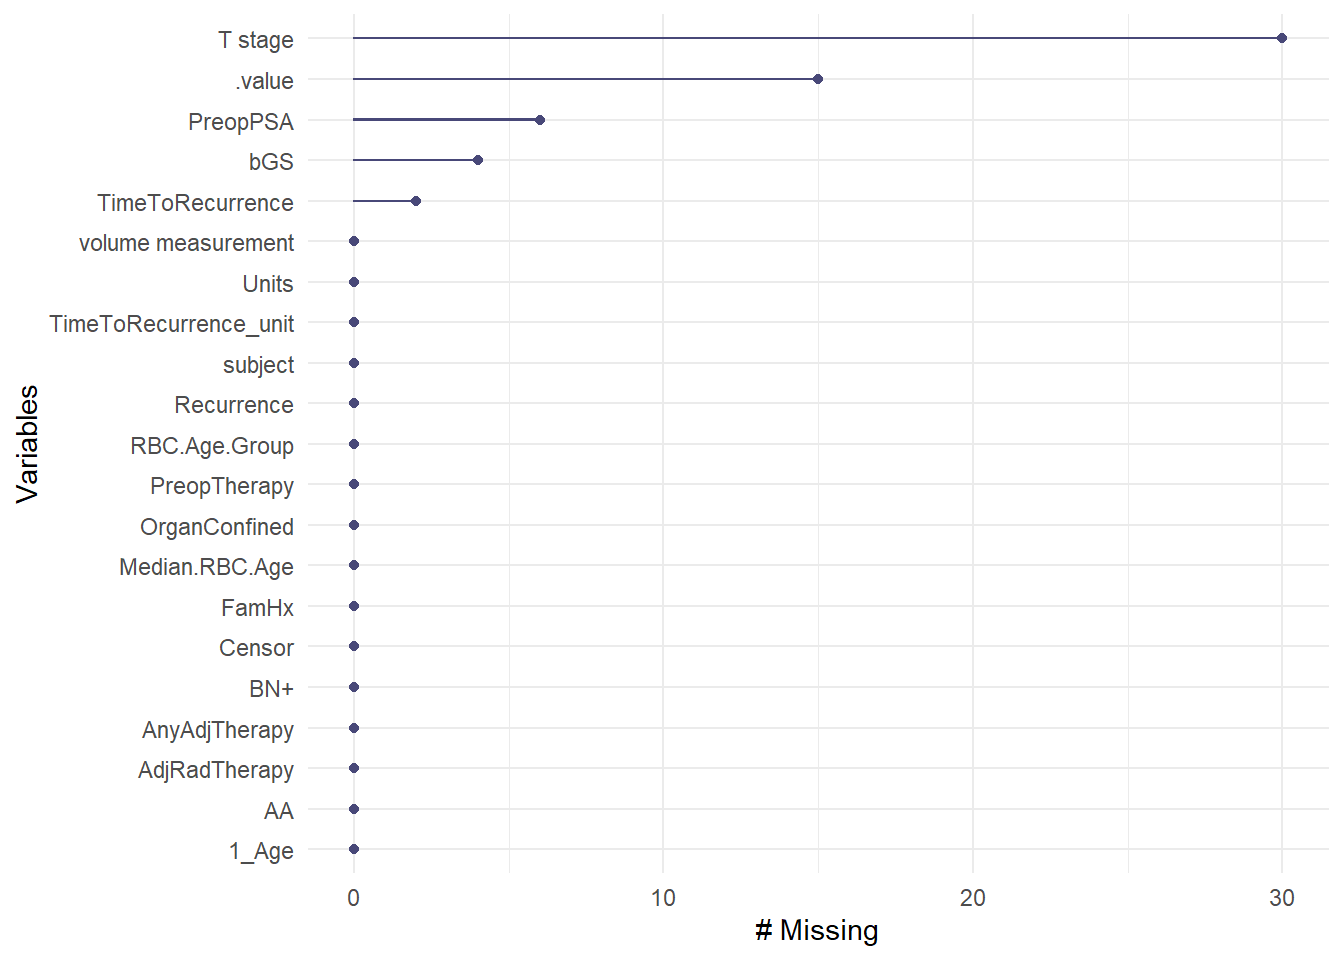 T stage
.value
PreopPSA
bGS
TimeToRecurrence
volume measurement
Units
TimeToRecurrence_unit
subject
Recurrence
RBC.Age.Group
PreopTherapy
OrganConfined
Median.RBC.Age
FamHx
Censor
BN+
AnyAdjTherapy
AdjRadTherapy
AA
1_Age
Variables
0 10 20 30
# Missing